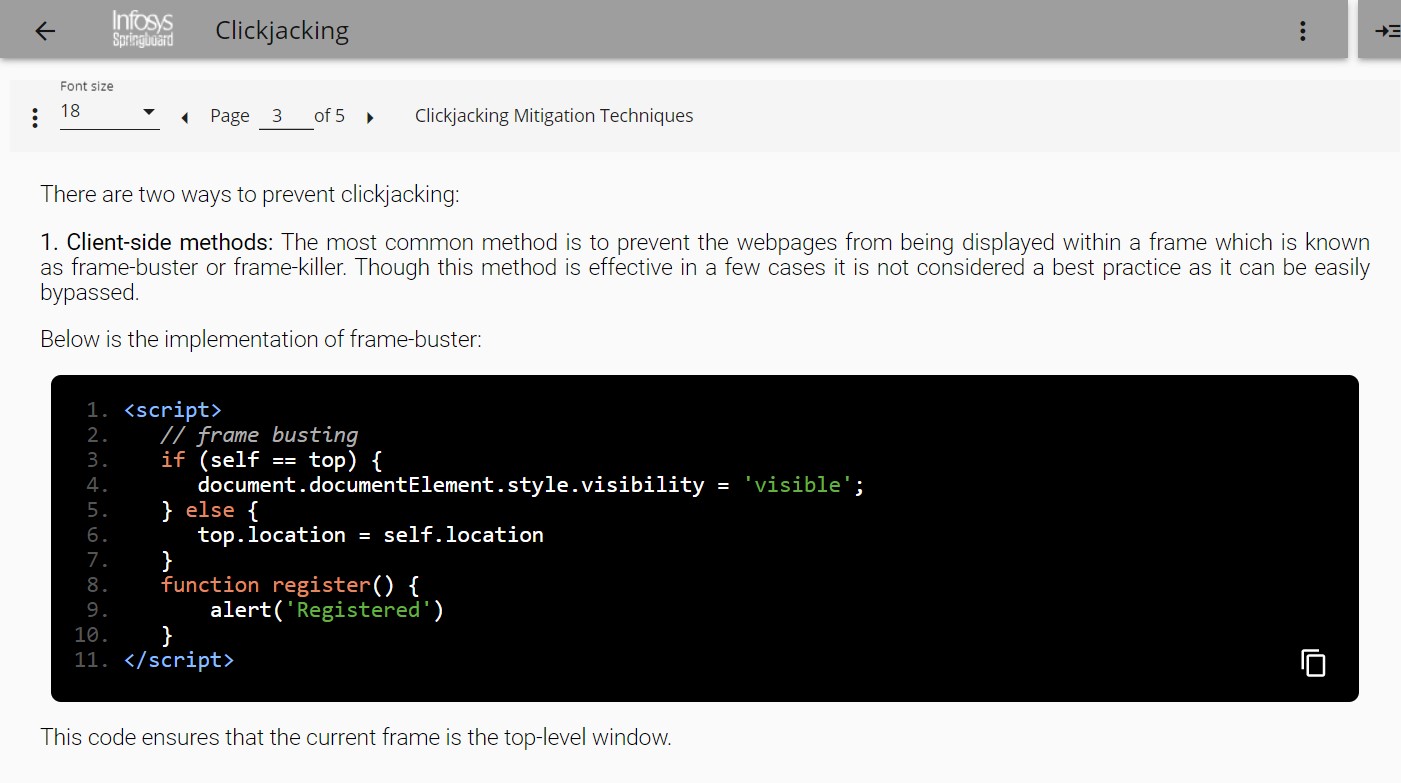 Infosys
Springboard
Clickjacking
Font size
18
Page 3 of 5
Clickjacking Mitigation Techniques
There are two ways to prevent clickjacking:
1. Client-side methods: The most common method is to prevent the webpages from being displayed within a frame which is known
as frame-buster or frame-killer. Though this method is effective in a few cases it is not considered a best practice as it can be easily
bypassed.
Below is the implementation of frame-buster:
1. <script>
2.    // frame busting
3.    if (self == top) {
4.       document.documentElement.style.visibility = 'visible';
5.    } else {
6.       top.location = self.location
7.    }
8.    function register() {
9.        alert('Registered')
10.    }
11. </script>
This code ensures that the current frame is the top-level window.